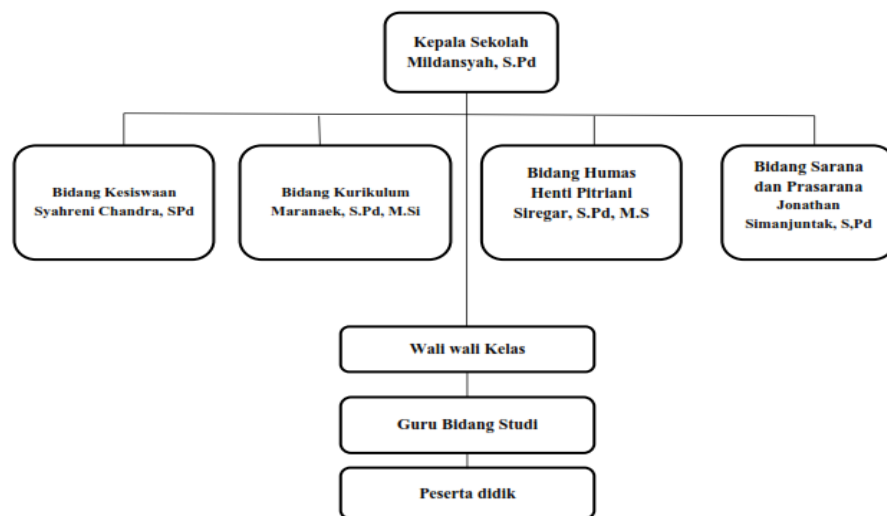 Kepala Sekolah
Mildansyah, S.Pd
Bidang Kesiswaan
Syahreni Chandra, SPd
Bidang Kurikulum
Maranaek, S.Pd, M.Si
Bidang Humas
Henti Pitriani
Siregar, S.Pd, M.S
Bidang Sarana
dan Prasarana
Jonathan
Simanjuntak, S,Pd
Wali wali Kelas
Guru Bidang Studi
Peserta didik